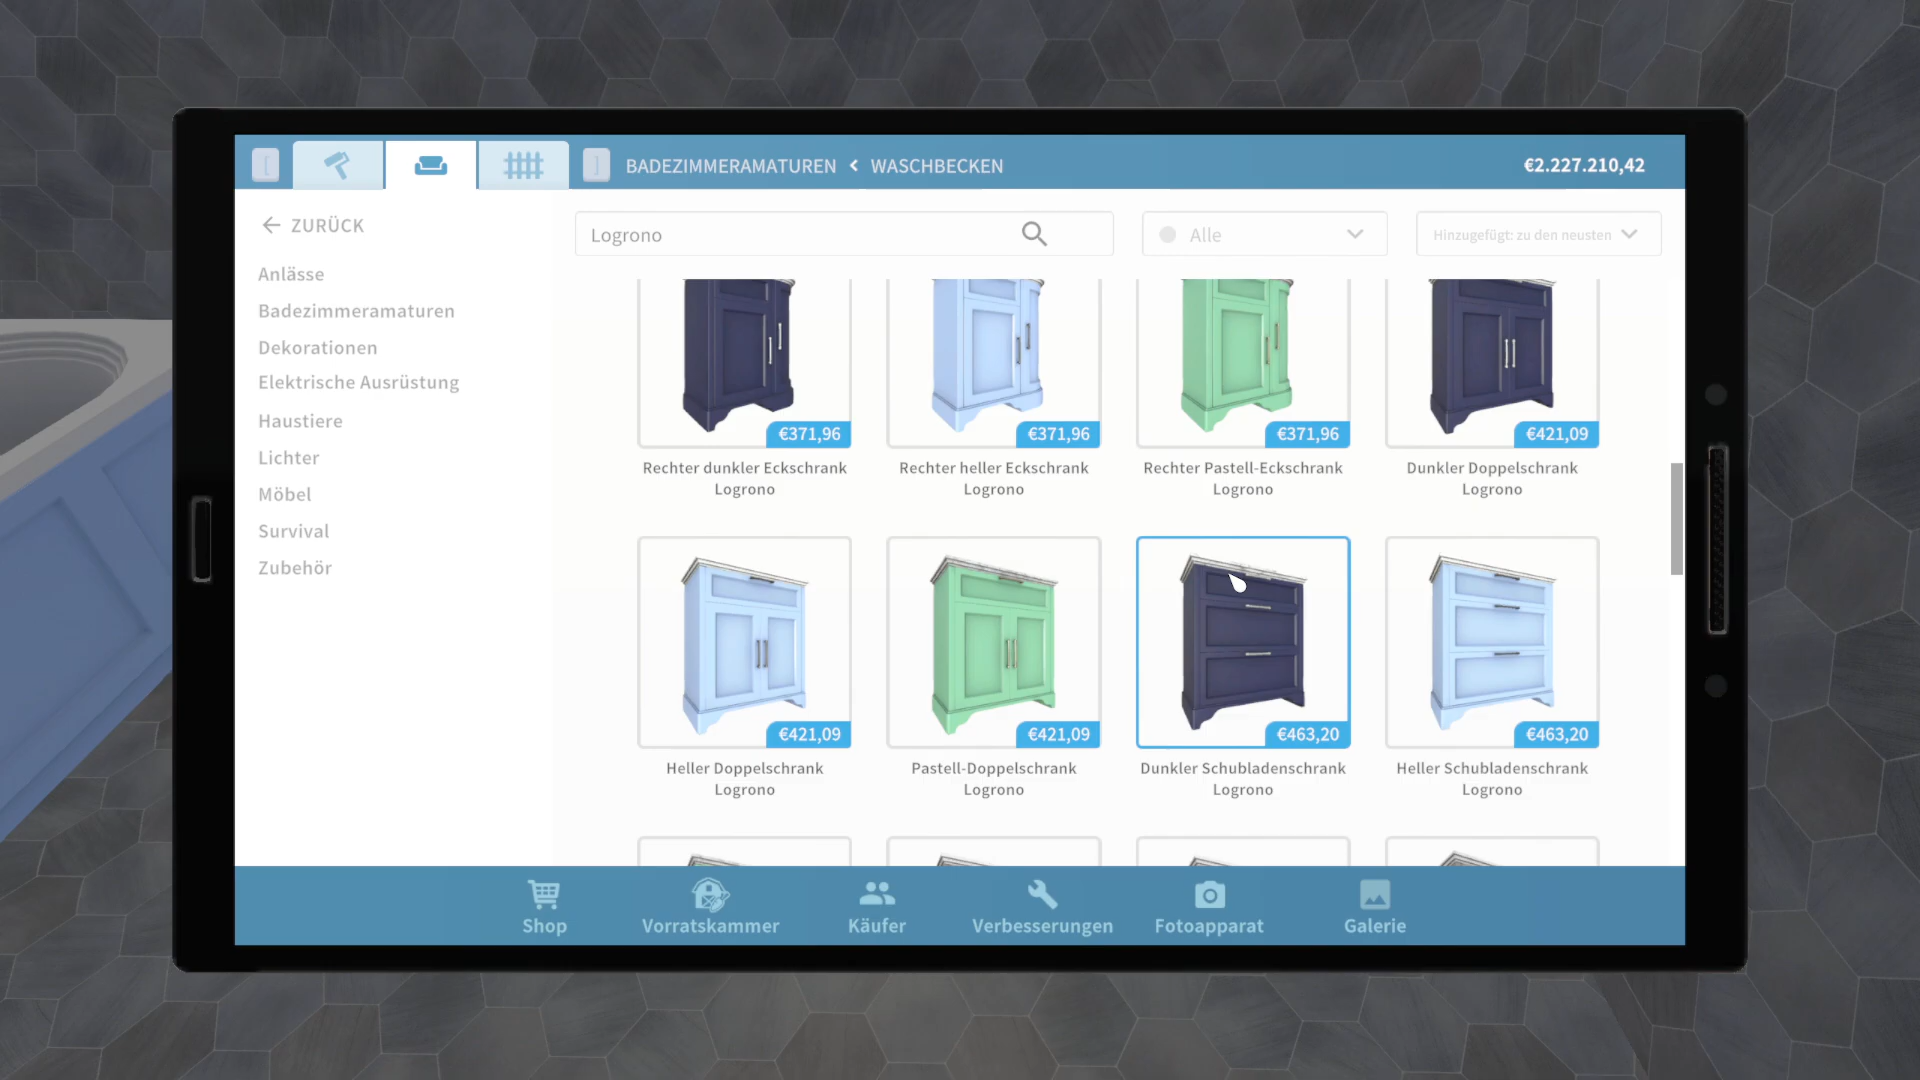 [
]
BADEZIMMERAMATUREN < WASCHBECKEN
€2.227.210,42
← ZURÜCK
Anlässe
Badezimmeramaturen
Dekorationen
Elektrische Ausrüstung
Haustiere
Lichter
Möbel
Survival
Zubehör
Logrono
Alle
Hinzugefügt: zu den neusten
€371,96
Rechter dunkler Eckschrank
Logrono
€371,96
Rechter heller Eckschrank
Logrono
€371,96
Rechter Pastell-Eckschrank
Logrono
€421,09
Dunkler Doppelschrank
Logrono
€421,09
Heller Doppelschrank
Logrono
€421,09
Pastell-Doppelschrank
Logrono
€463,20
Dunkler Schubladenschrank
Logrono
€463,20
Heller Schubladenschrank
Logrono
Shop
Vorratskammer
Käufer
Verbesserungen
Fotoapparat
Galerie